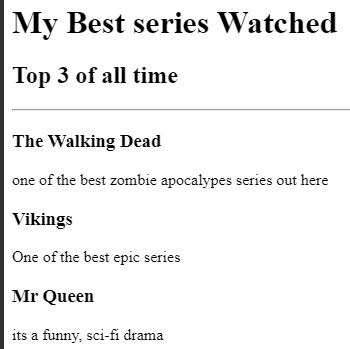 My Best series Watched
Top 3 of all time
The Walking Dead
one of the best zombie apocalypes series out here
Vikings
One of the best epic series
Mr Queen
its a funny, sci-fi drama